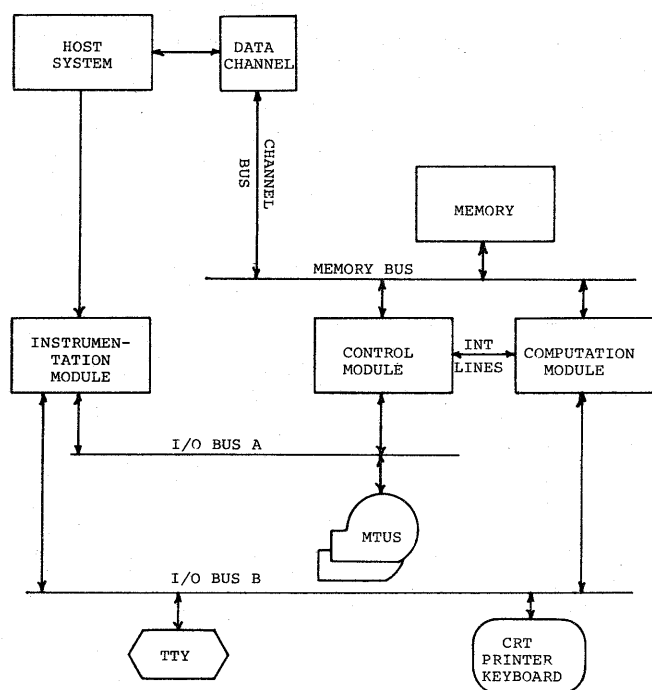 HOST
SYSTEM
DATA
CHANNEL
CHANNEL
BUS
MEMORY
MEMORY BUS
INSTRUMEN-
TATION
MODULE
CONTROL
MODULE
INT
LINES
COMPUTATION
MODULE
I/O BUS A
MTUS
I/O BUS B
TTY
CRT
PRINTER
KEYBOARD